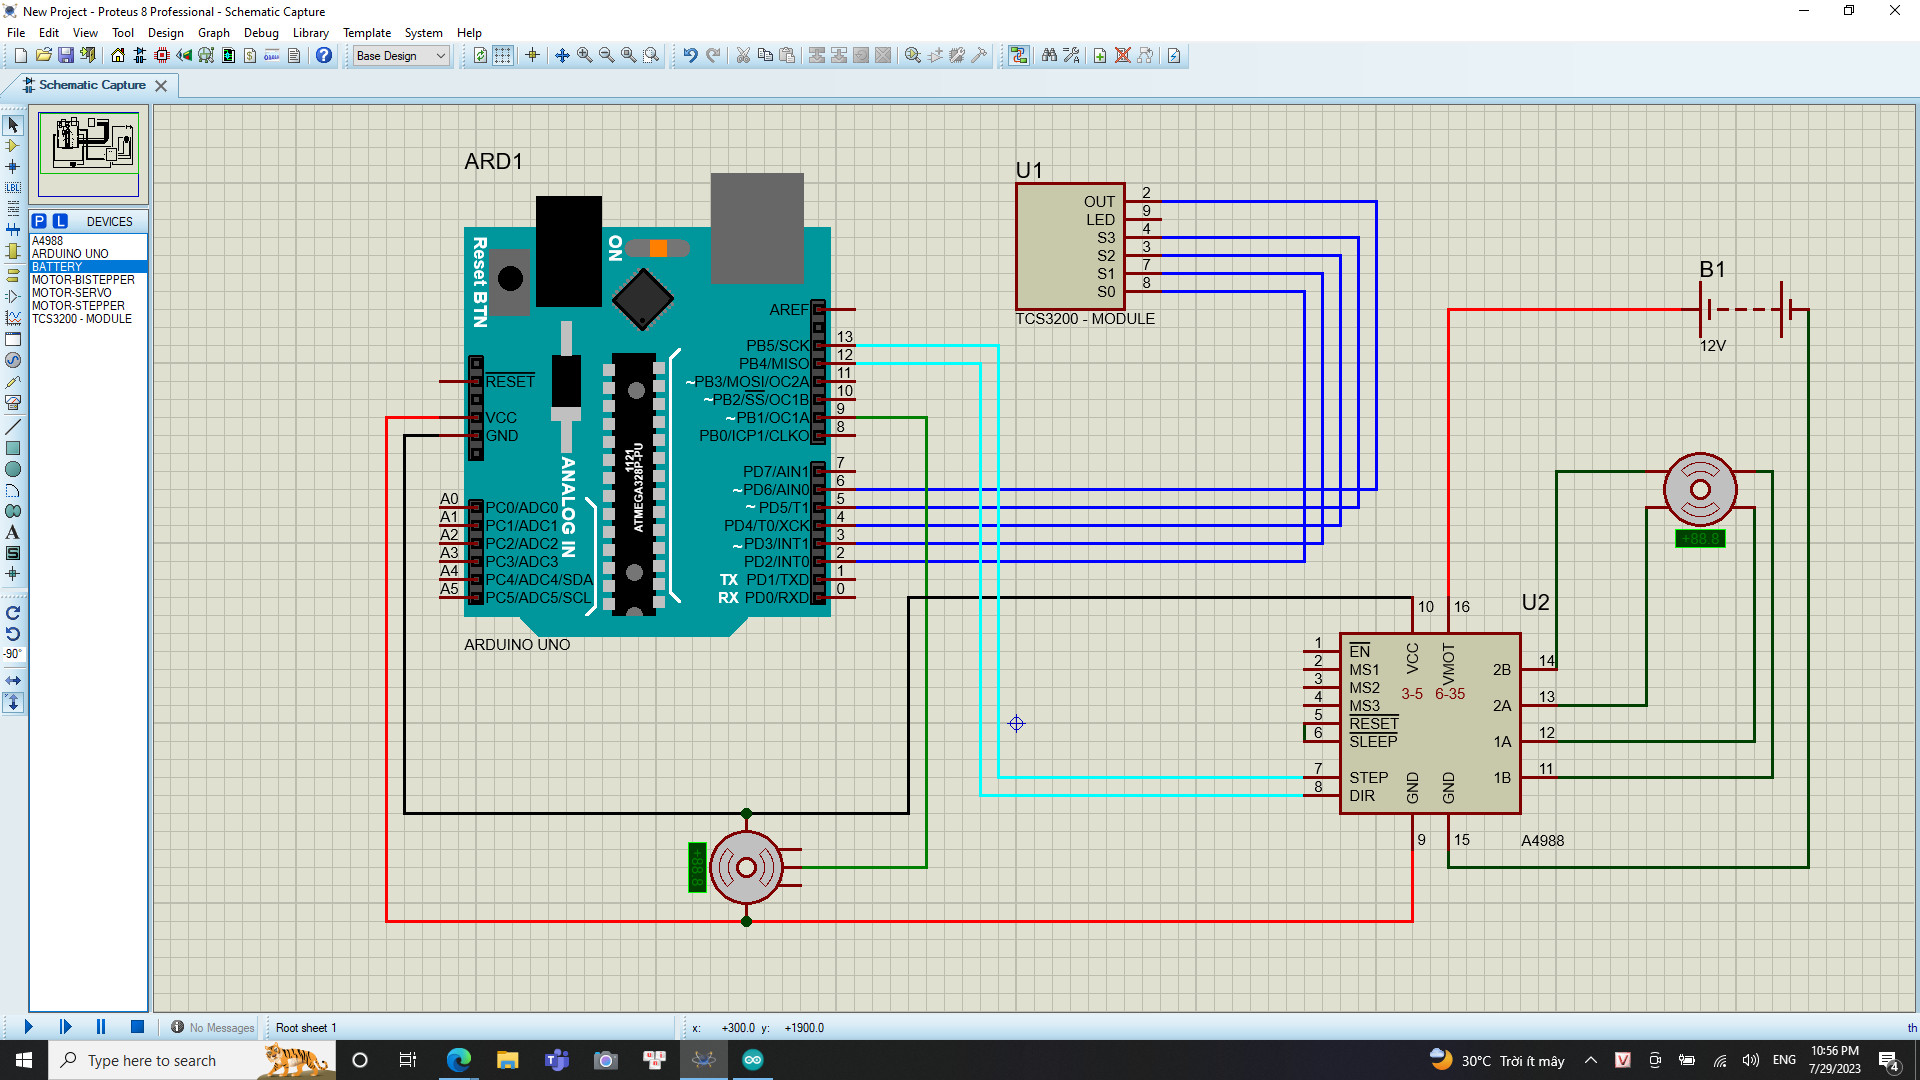 New Project - Proteus 8 Professional - Schematic Capture
File Edit View Tool Design Graph Debug Library Template System Help
Base Design
Schematic Capture
P L DEVICES
A4988
ARDUINO UNO
BATTERY
MOTOR-BISTEPPER
MOTOR-SERVO
MOTOR-STEPPER
TCS3200 - MODULE
LBL
A
S
-90°
ARD1
Reset BTN
ON
AREF
RESET
VCC
GND
PB5/SCK 13
PB4/MISO 12
~PB3/MOSI/OC2A 11
~PB2/SS/OC1B 10
~PB1/OC1A 9
PB0/ICP1/CLKO 8
PD7/AIN1 7
~PD6/AIN0 6
~ PD5/T1 5
PD4/T0/XCK 4
~PD3/INT1 3
PD2/INT0 2
TX PD1/TXD 1
RX PD0/RXD 0
ANALOG IN
1121
ATMEGA328P-PU
A0 PC0/ADC0
A1 PC1/ADC1
A2 PC2/ADC2
A3 PC3/ADC3
A4 PC4/ADC4/SDA
A5 PC5/ADC5/SCL
ARDUINO UNO
U1
OUT 2
LED 9
S3 4
S2 3
S1 7
S0 8
TCS3200 - MODULE
B1
12V
+88.8
U2
10 16
1 EN
2 MS1
3 MS2
4 MS3
5 RESET
6 SLEEP
7 STEP
8 DIR
VCC VMOT
3-5 6-35
2B 14
2A 13
1A 12
1B 11
GND GND
9 15
A4988
+88.8
No Messages
Root sheet 1
x: +300.0 y: +1900.0
th
Type here to search
30°C Trời ít mây
V
ENG
10:56 PM
7/29/2023
4